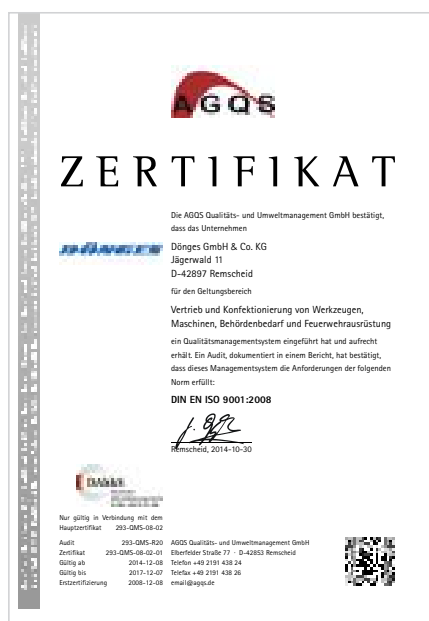 AGQS
ZERTIFIKAT
Die AGQS Qualitäts- und Umweltmanagement GmbH bestätigt,
dass das Unternehmen
DÖNGES
Dönges GmbH & Co. KG
Jägerwald 11
D-42897 Remscheid
für den Geltungsbereich
Vertrieb und Konfektionierung von Werkzeugen,
Maschinen, Behördenbedarf und Feuerwehrausrüstung
ein Qualitätsmanagementsystem eingeführt hat und aufrecht
erhält. Ein Audit, dokumentiert in einem Bericht, hat bestätigt,
dass dieses Managementsystem die Anforderungen der folgenden
Norm erfüllt:
DIN EN ISO 9001:2008
Remscheid, 2014-10-30
DAkkS
Nur gültig in Verbindung mit dem
Hauptzertifikat 293-QMS-08-02
Audit 293-QMS-R20
Zertifikat 293-QMS-08-02-01
Gültig ab 2014-12-08
Gültig bis 2017-12-07
Erstzertifizierung 2008-12-08
AGQS Qualitäts- und Umweltmanagement GmbH
Elberfelder Straße 77 · D-42853 Remscheid
Telefon +49 2191 438 24
Telefax +49 2191 438 26
email@agqs.de